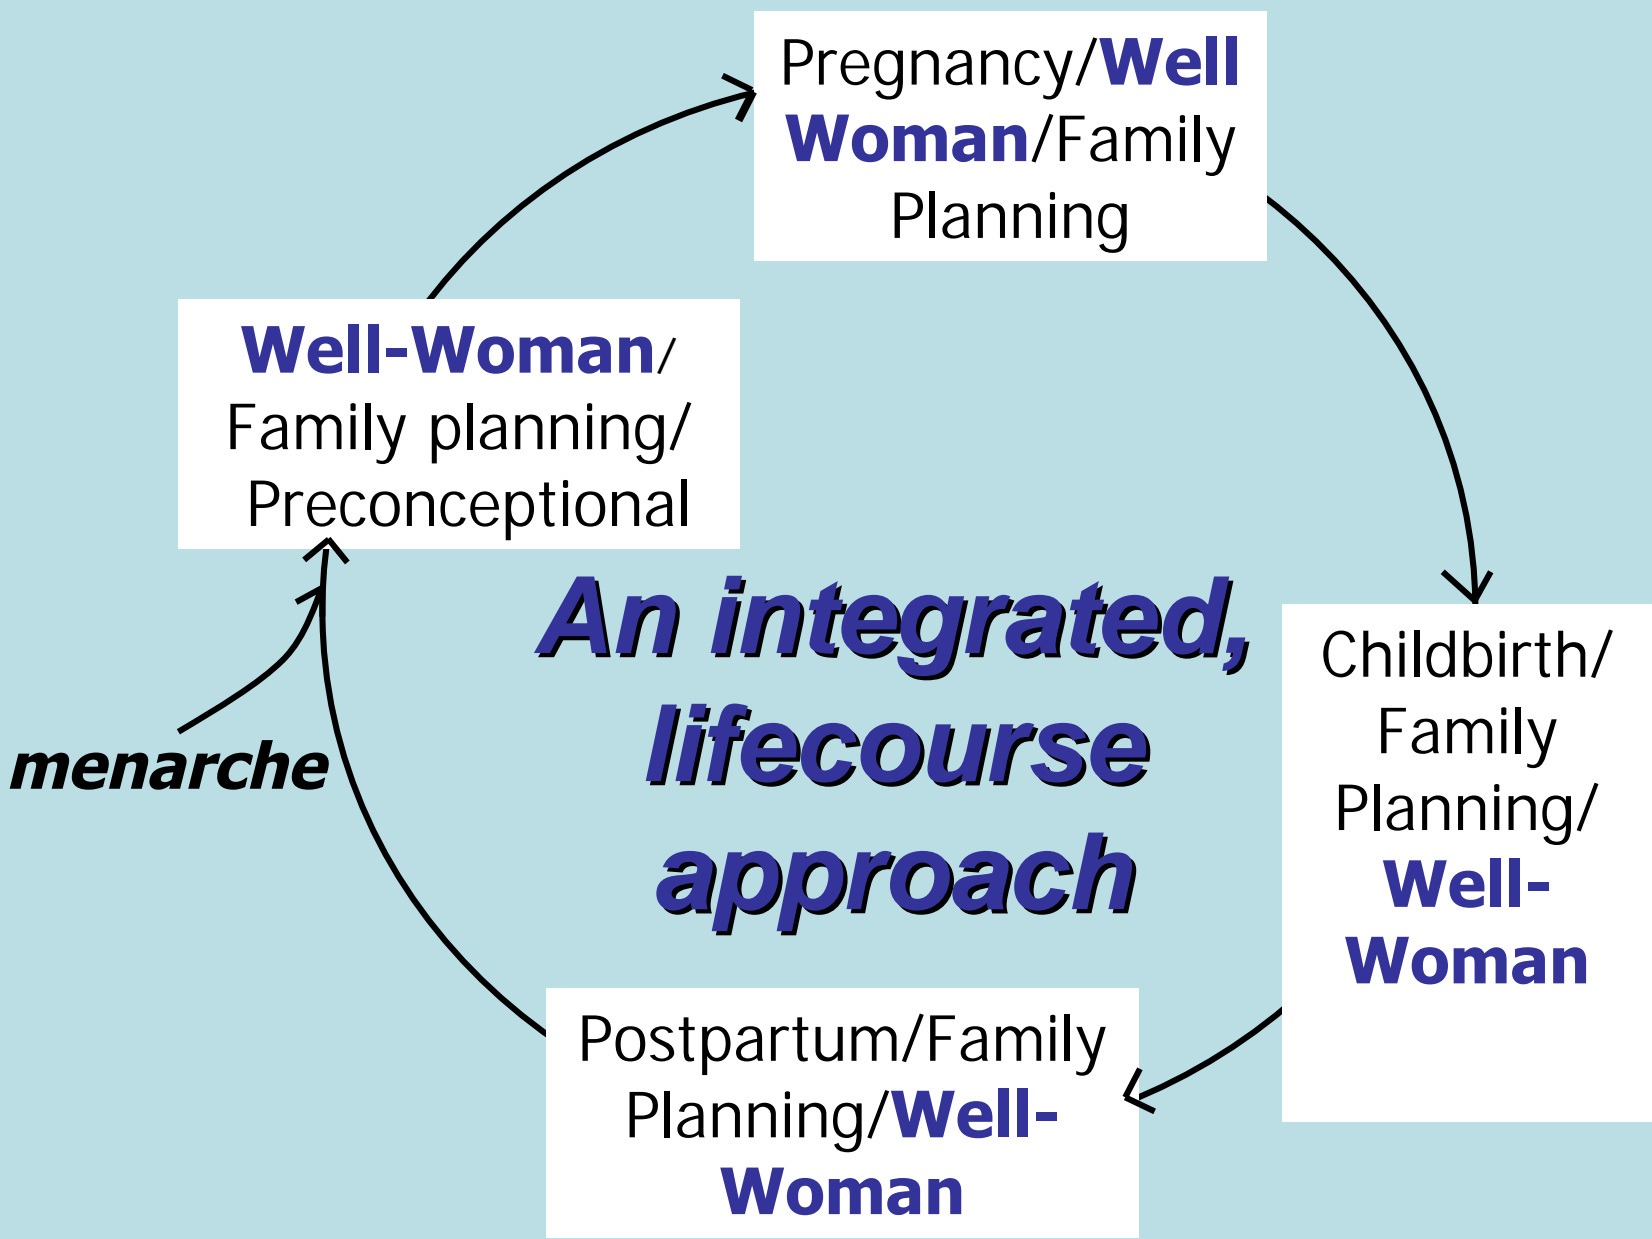 Pregnancy/Well
Woman/Family
Planning
Well-Woman/
Family planning/
Preconceptional
An integrated,
lifecourse
approach
Childbirth/
Family
Planning/
Well-
Woman
menarche
Postpartum/Family
Planning/Well-
Woman